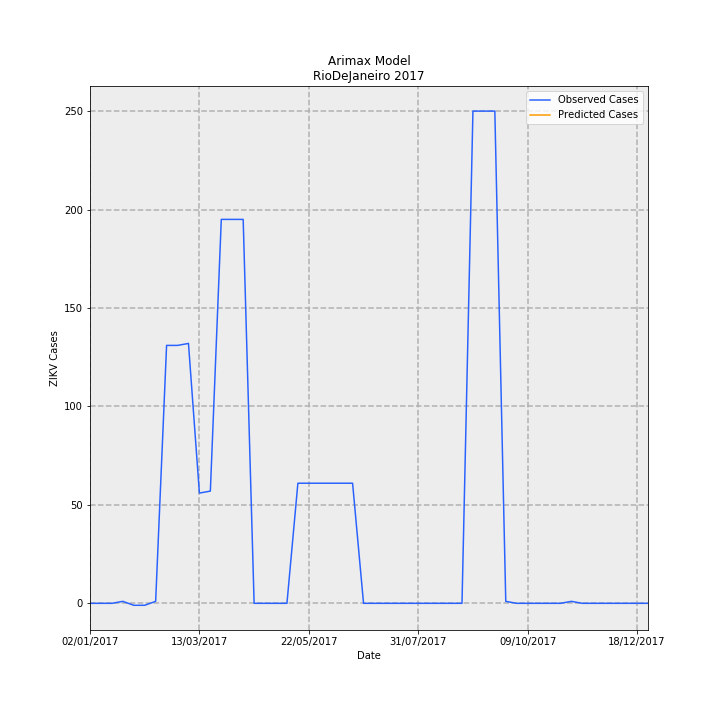 Arimax Model
RioDeJaneiro 2017
Observed Cases
Predicted Cases
250
200
150
100
50
0
ZIKV Cases
02/01/2017 13/03/2017 22/05/2017 31/07/2017 09/10/2017 18/12/2017
Date